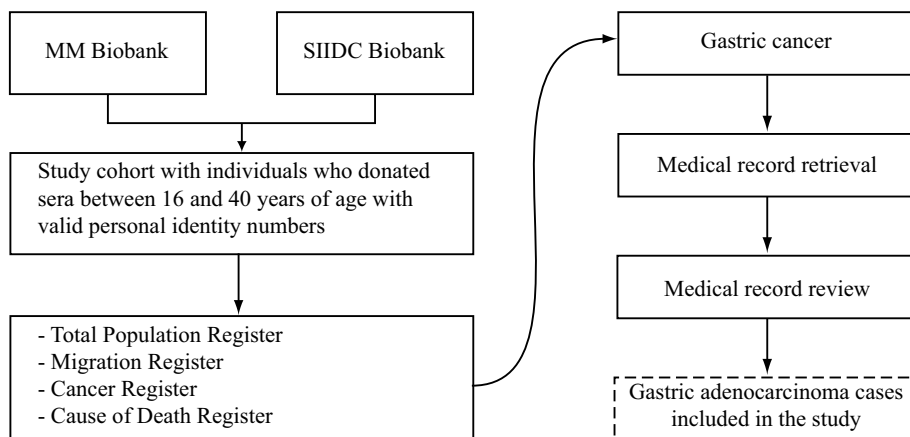 MM Biobank
SIIDC Biobank
Study cohort with individuals who donated
sera between 16 and 40 years of age with
valid personal identity numbers
- Total Population Register
- Migration Register
- Cancer Register
- Cause of Death Register
Gastric cancer
Medical record retrieval
Medical record review
Gastric adenocarcinoma cases
included in the study